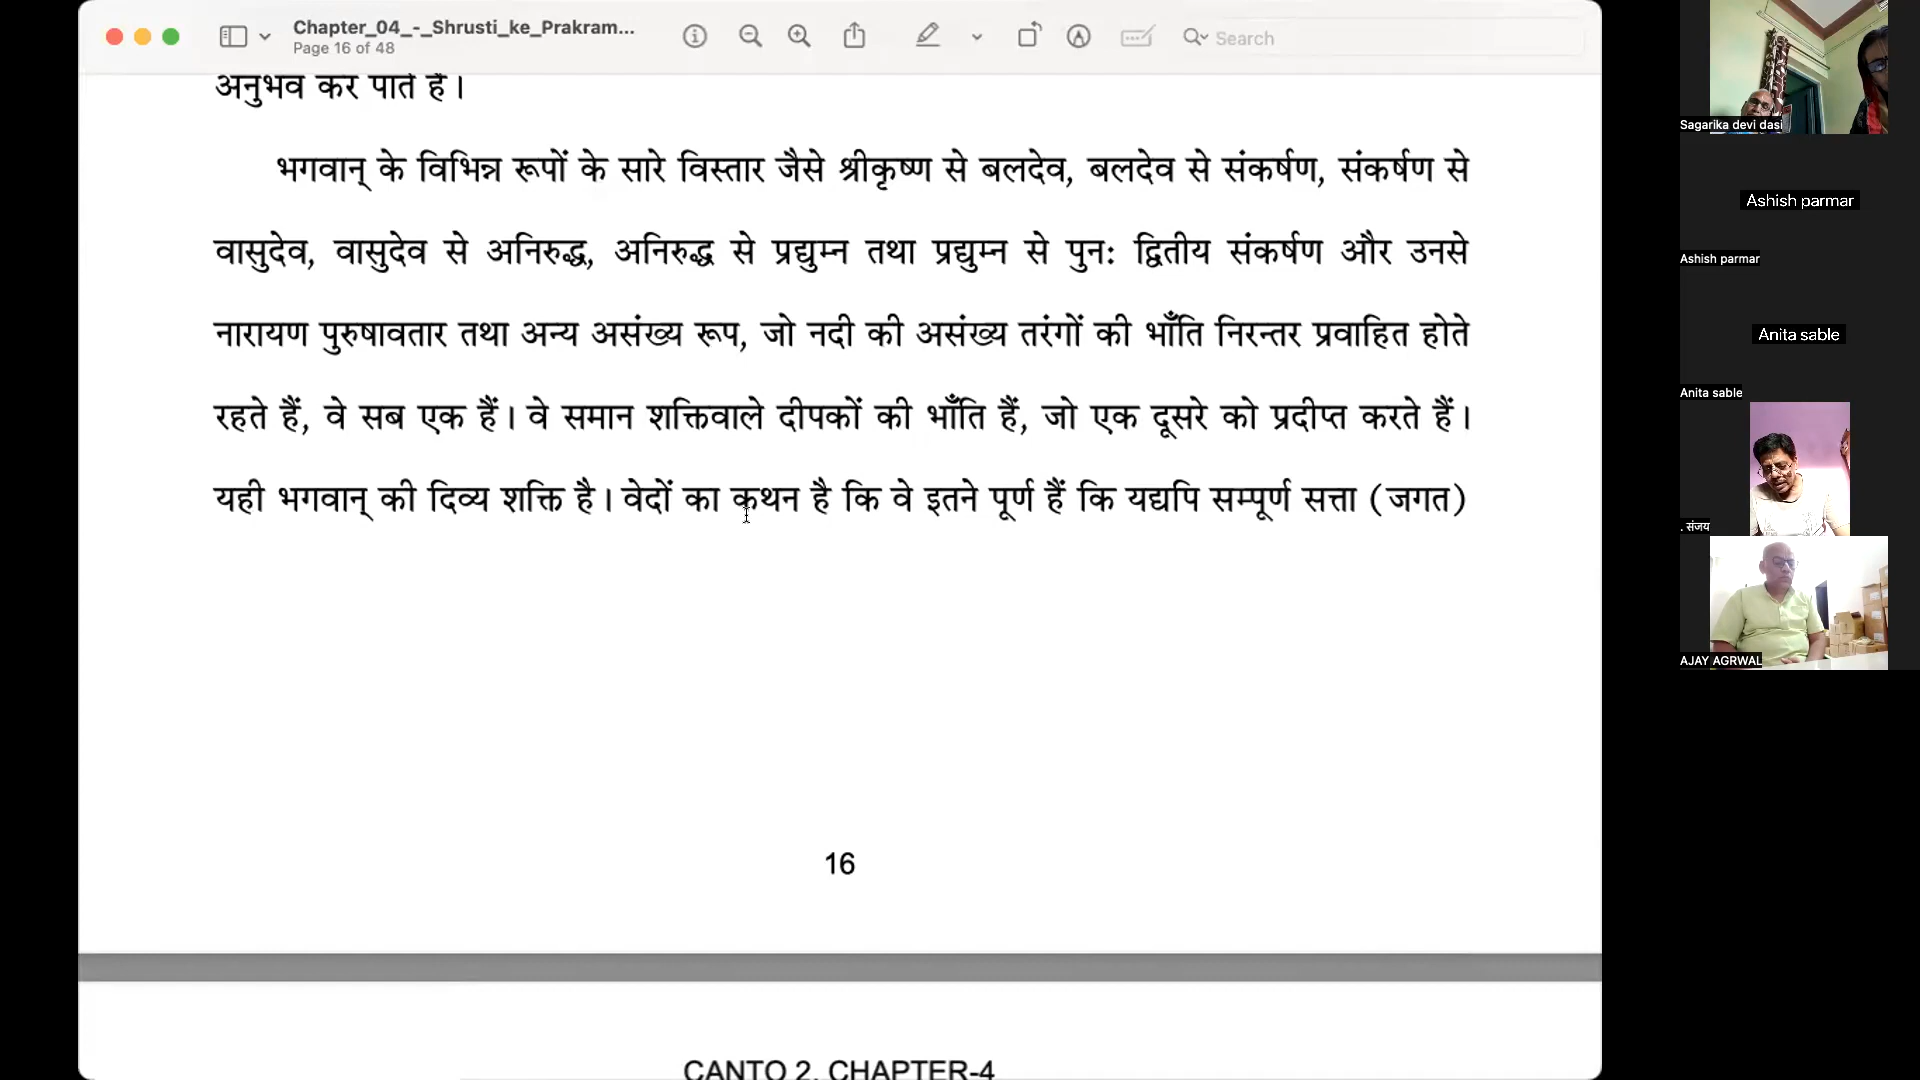 Chapter_04_-_Shrusti_ke_Prakram...
Page 16 of 48
Search
अनुभव कर पाते हैं।
भगवान् के विभिन्न रूपों के सारे विस्तार जैसे श्रीकृष्ण से बलदेव, बलदेव से संकर्षण, संकर्षण से
वासुदेव, वासुदेव से अनिरुद्ध, अनिरुद्ध से प्रद्युम्न तथा प्रद्युम्न से पुनः द्वितीय संकर्षण और उनसे
नारायण पुरुषावतार तथा अन्य असंख्य रूप, जो नदी की असंख्य तरंगों की भाँति निरन्तर प्रवाहित होते
रहते हैं, वे सब एक हैं। वे समान शक्तिवाले दीपकों की भाँति हैं, जो एक दूसरे को प्रदीप्त करते हैं।
यही भगवान् की दिव्य शक्ति है। वेदों का कथन है कि वे इतने पूर्ण हैं कि यद्यपि सम्पूर्ण सत्ता (जगत)
16
CANTO 2, CHAPTER-4
Sagarika devi dasi
Ashish parmar
Ashish parmar
Anita sable
Anita sable
. संजय
AJAY AGRWAL